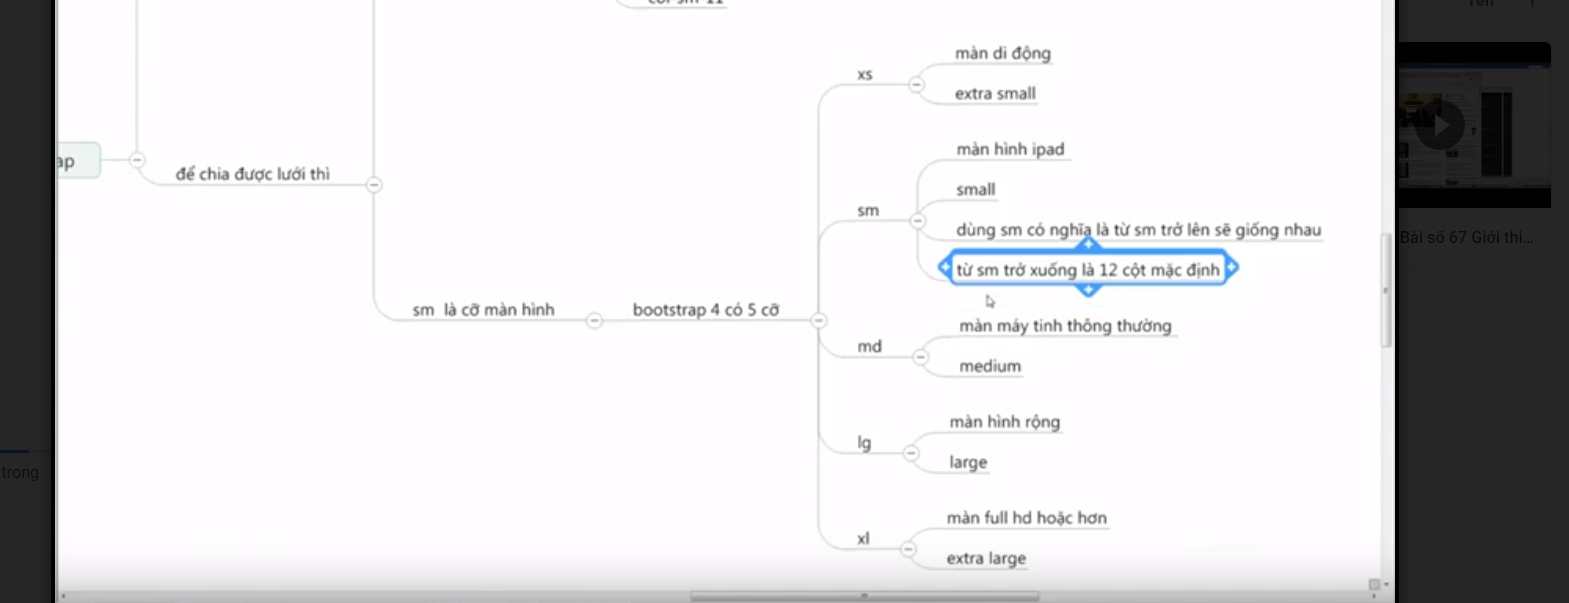 xs
màn di động
extra small
để chia được lưới thì
sm
màn hình ipad
small
dùng sm có nghĩa là từ sm trở lên sẽ giống nhau
từ sm trở xuống là 12 cột mặc định
sm là cỡ màn hình
bootstrap 4 có 5 cỡ
md
màn máy tinh thông thường
medium
lg
màn hình rộng
large
xl
màn full hd hoặc hơn
extra large
Bài số 67 Giới thi...
trong